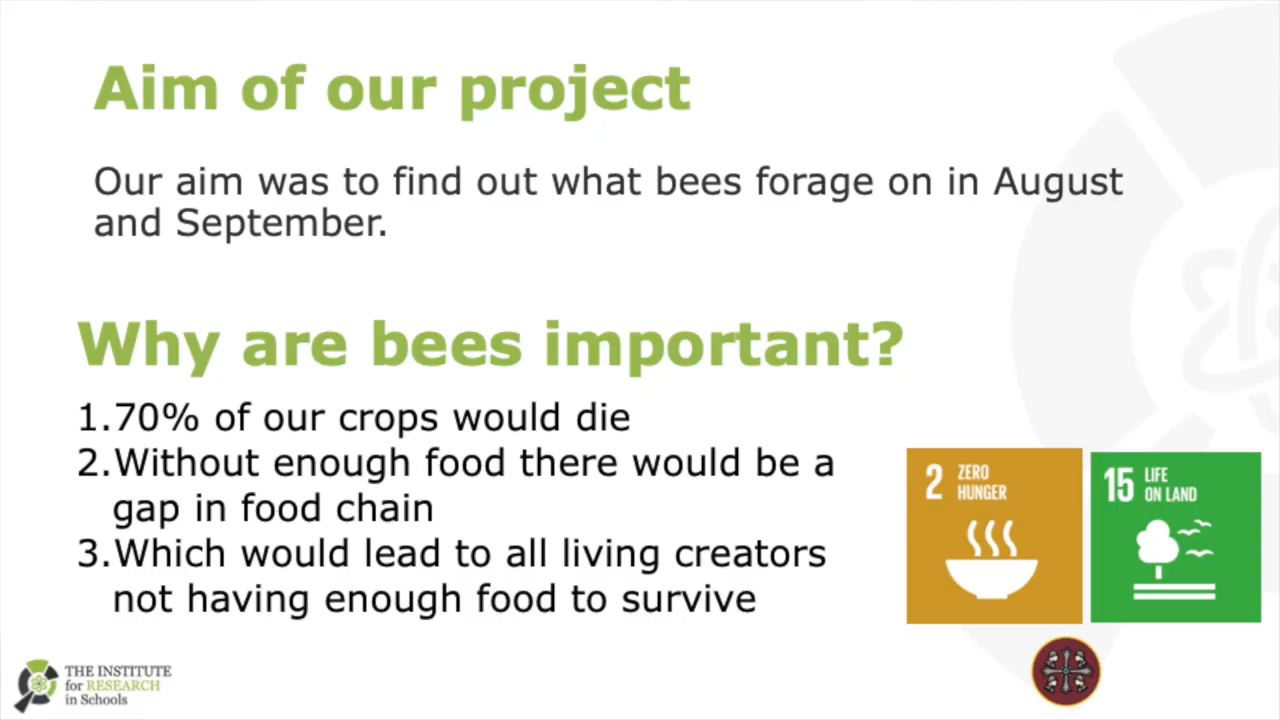 Aim of our project
Our aim was to find out what bees forage on in August
and September.
Why are bees important?
1.70% of our crops would die
2.Without enough food there would be a
gap in food chain
3.Which would lead to all living creators
not having enough food to survive
2 ZERO
HUNGER
15 LIFE
ON LAND
THE INSTITUTE
for RESEARCH
in Schools